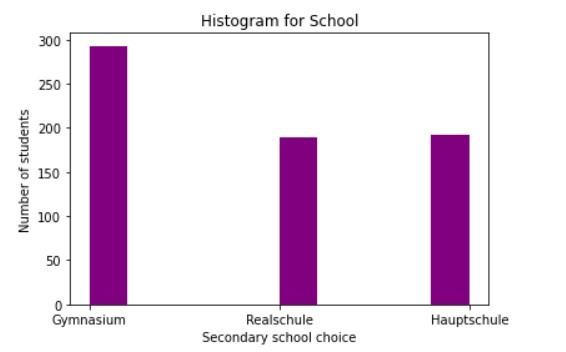 Histogram for School
Number of students
300
250
200
150
100
50
0
Gymnasium Realschule Hauptschule
Secondary school choice